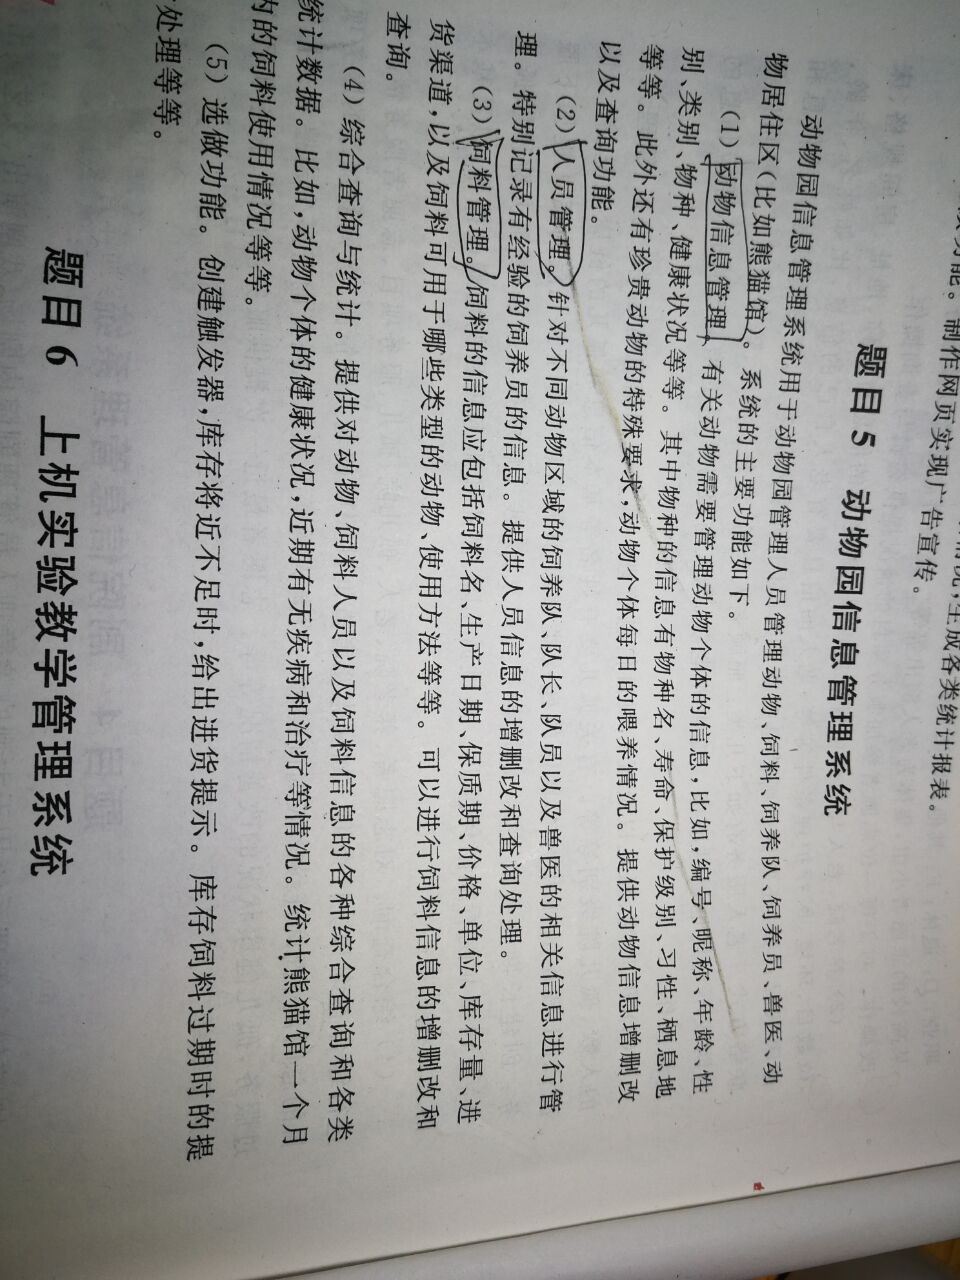 做功能。制作网页实现广告宣传。
情况,生成各类统计报表。
题目 5 动物园信息管理系统
动物园信息管理系统用于动物园管理人员管理动物、饲料、饲养队、饲养员、兽医、动
物居住区(比如熊猫馆)。系统的主要功能如下。
(1) 动物信息管理。有关动物需要管理动物个体的信息,比如,编号、昵称、年龄、性
别、类别、物种、健康状况等等。其中物种的信息有物种名、寿命、保护级别、习性、栖息地
等等。此外还有珍贵动物的特殊要求,动物个体每日的喂养情况。提供动物信息增删改
以及查询功能。
(2) 人员管理。针对不同动物区域的饲养队、队长、队员以及兽医的相关信息进行管
理。特别记录有经验的饲养员的信息。提供人员信息的增删改和查询处理。
(3) 饲料管理。饲料的信息应包括饲料名、生产日期、保质期、价格、单位、库存量、进
货渠道,以及饲料可用于哪些类型的动物、使用方法等等。可以进行饲料信息的增删改和
查询。
(4) 综合查询与统计。提供对动物、饲料人员以及饲料信息的各种综合查询和各类
统计数据。比如,动物个体的健康状况,近期有无疾病和治疗等情况。统计熊猫馆一个月
内的饲料使用情况等等。
(5) 选做功能。创建触发器,库存将近不足时,给出进货提示。库存饲料过期时的提
处理等等。
题目 6 上机实验教学管理系统